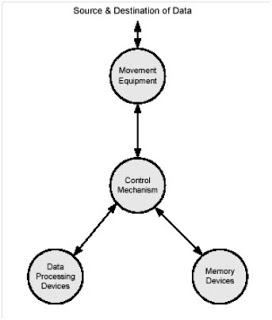 Source & Destination of Data
Movement
Equipment
Control
Mechanism
Data
Processing
Devices
Memory
Devices